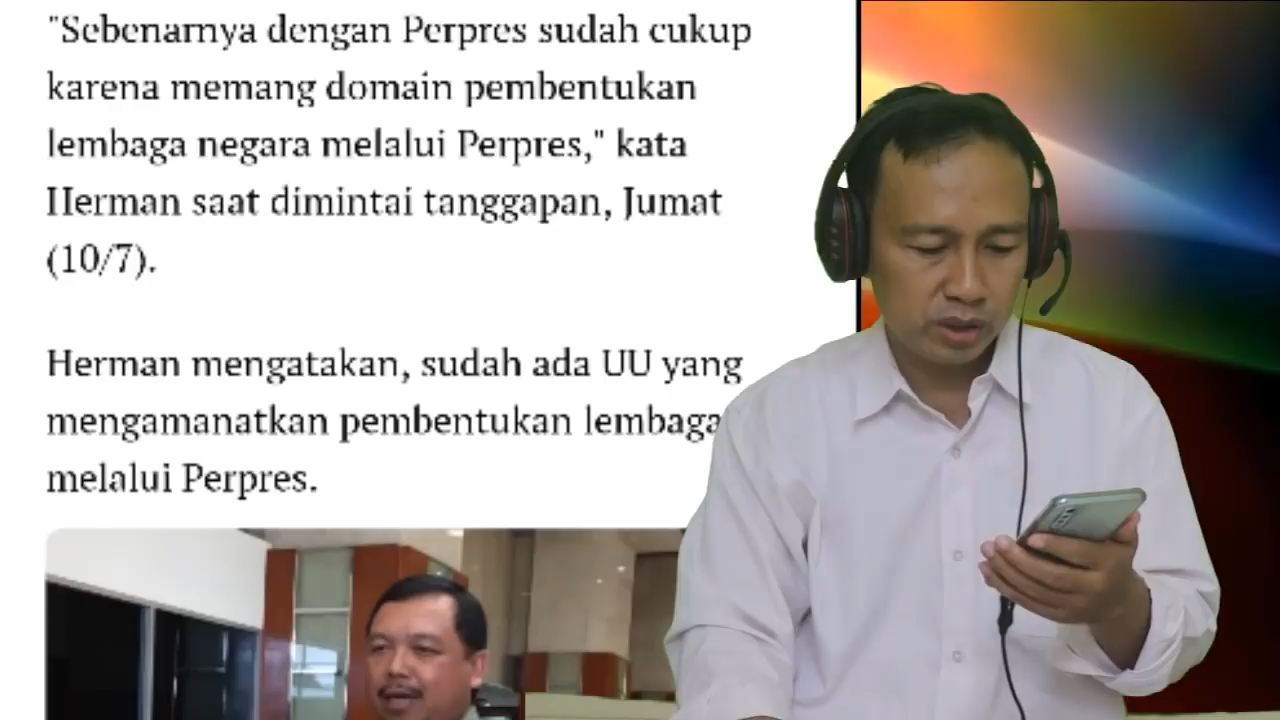 "Sebenarnya dengan Perpres sudah cukup
karena memang domain pembentukan
lembaga negara melalui Perpres," kata
Herman saat dimintai tanggapan, Jumat
(10/7).
Herman mengatakan, sudah ada UU yang
mengamanatkan pembentukan lembaga
melalui Perpres.